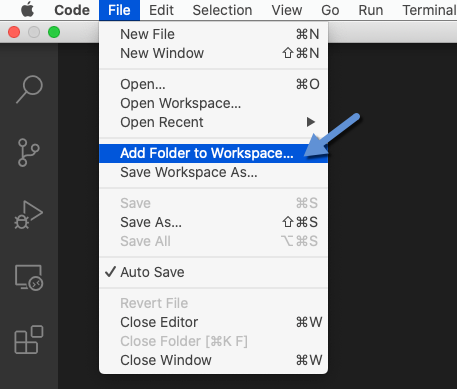 Code File Edit Selection View Go Run Terminal
New File ⌘N
New Window ⇧⌘N
Open... ⌘O
Open Workspace...
Open Recent ▶
Add Folder to Workspace...
Save Workspace As...
Save ⌘S
Save As... ⇧⌘S
Save All ⌥⌘S
✓ Auto Save
Revert File
Close Editor ⌘W
Close Folder [⌘K F]
Close Window ⌘W